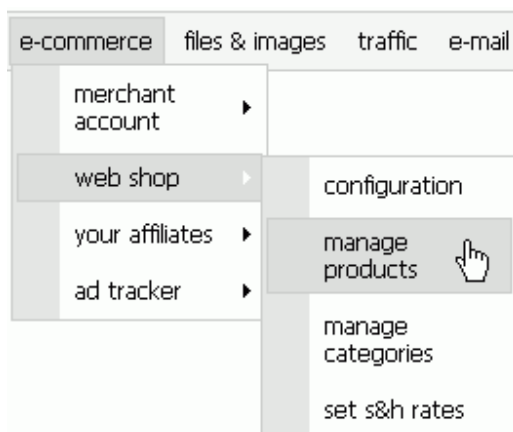 e-commerce files & images traffic e-mail
merchant
account
web shop
your affiliates
ad tracker
configuration
manage
products
manage
categories
set s&h rates